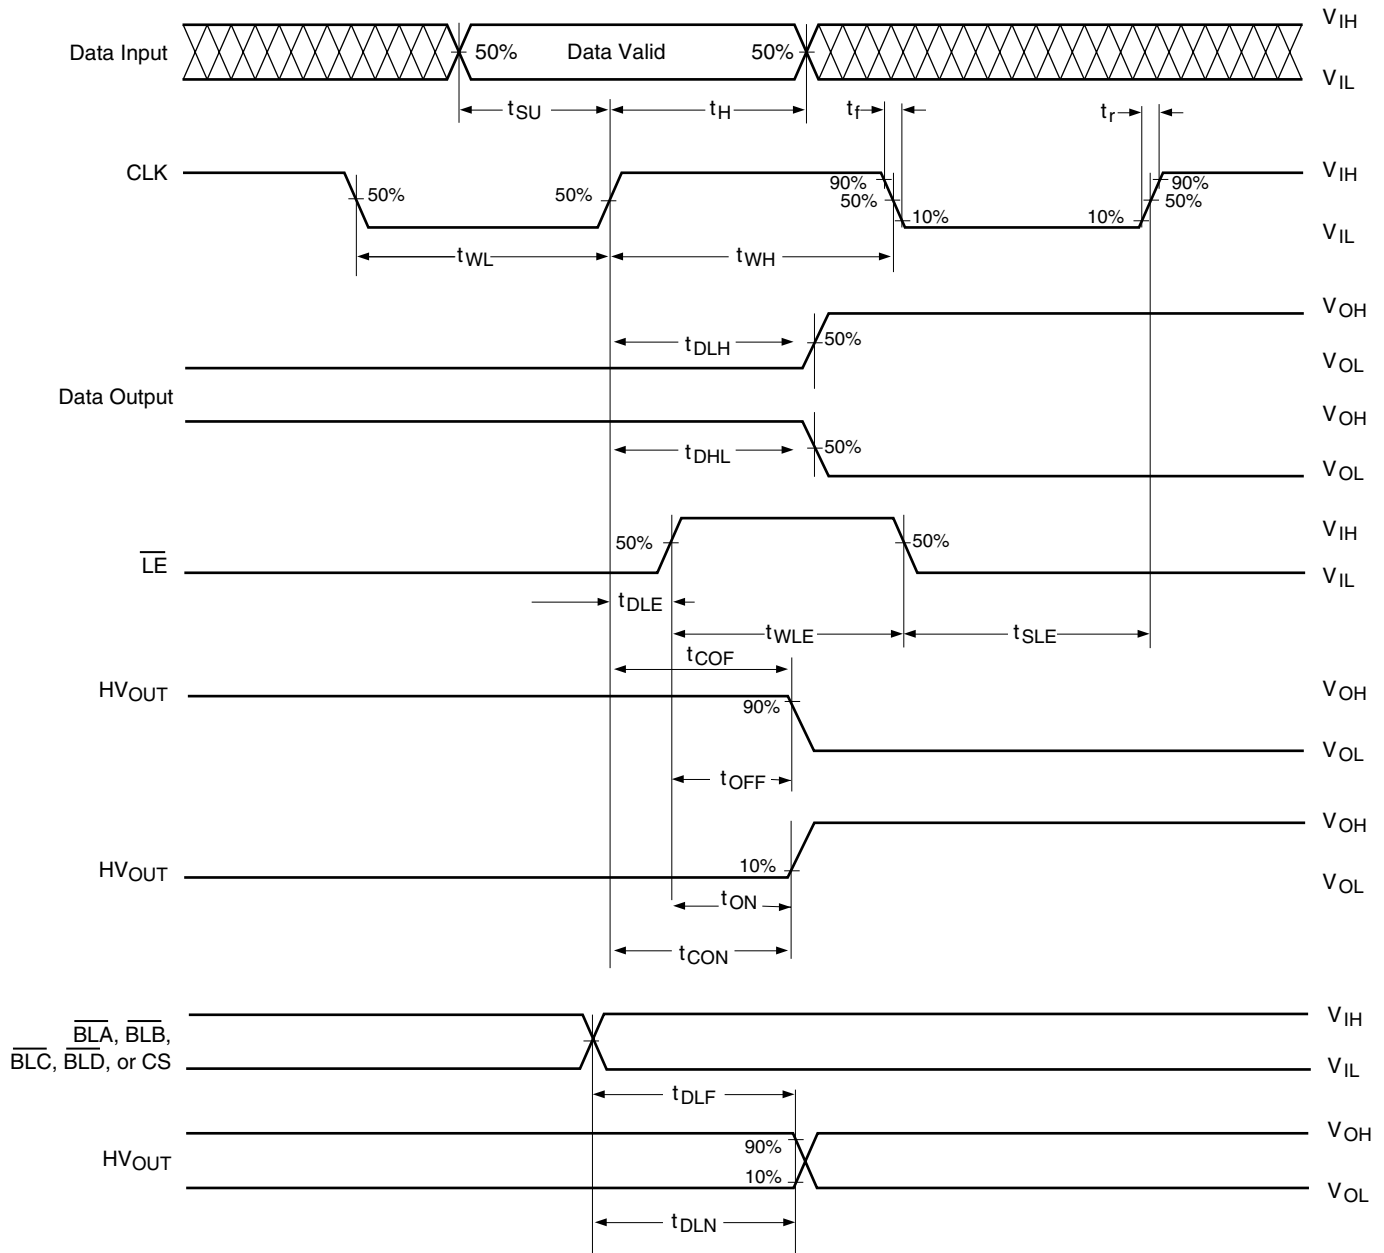 VIH
Data Input 50% Data Valid 50%
VIL
tSU tH tf tr
CLK VIH
50% 50% 90% 50% 10% 10% 90% 50%
VIL
tWL tWH
VOH
tDLH 50%
VOL
Data Output
VOH
tDHL 50%
VOL
VIH
50% 50%
LE VIL
tDLE
tWLE tSLE
tCOF
HVOUT VOH
90%
VOL
tOFF
VOH
10%
HVOUT VOL
tON
tCON
VIH
BLA, BLB,
BLC, BLD, or CS VIL
tDLF
VOH
90%
HVOUT
10%
VOL
tDLN